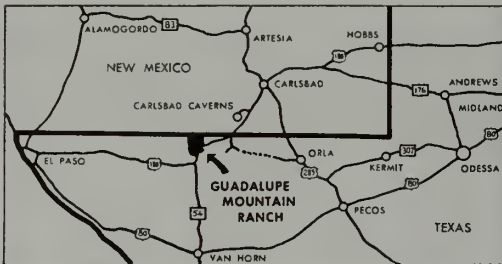 83
ALAMOGORDO
ARTESIA
HOBBS
180
NEW MEXICO
CARLSBAD
ANDREWS
176
MIDLAND
CARLSBAD CAVERNS
80
EL PASO
180
ORLA
KERMIT
302
ODESSA
GUADALUPE
MOUNTAIN
RANCH
285
80
54
PECOS
TEXAS
80
VAN HORN